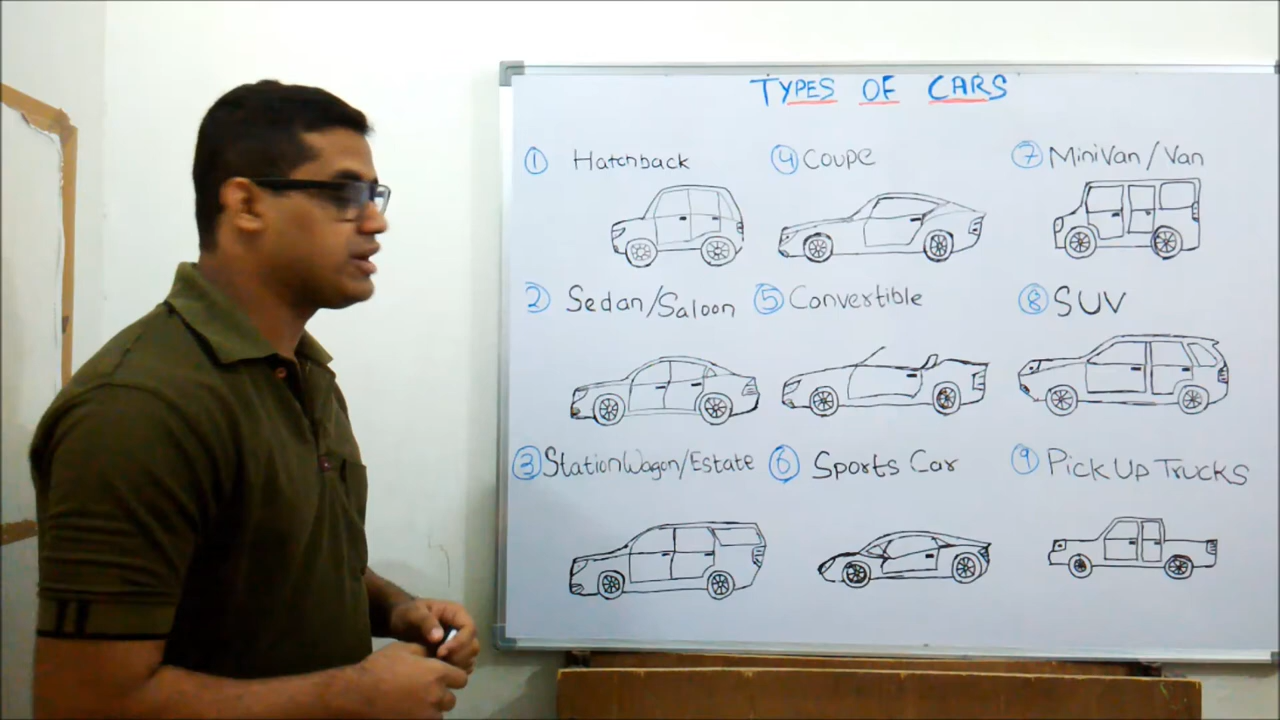 TYPES OF CARS
1 Hatchback
2 Sedan/Saloon
3 StationWagon/Estate
4 Coupe
5 Convertible
6 Sports Car
7 MiniVan/Van
8 SUV
9 Pick Up Trucks